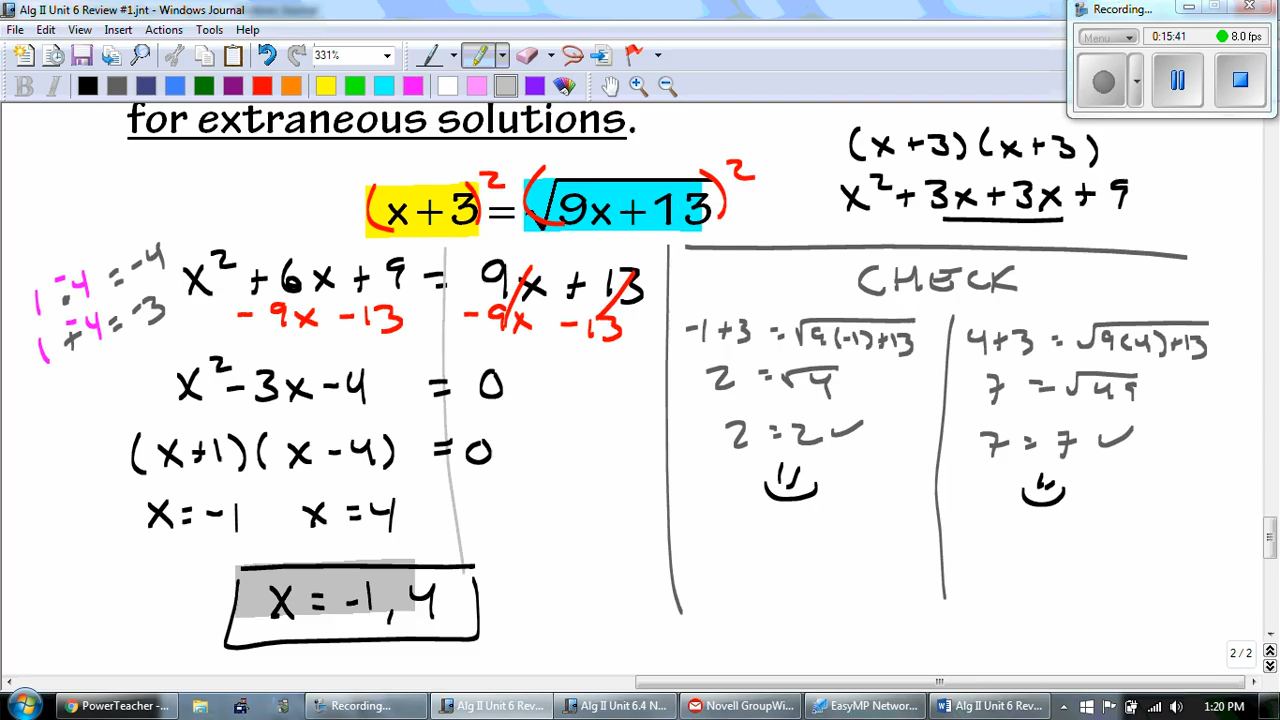 Alg II Unit 6 Review #1.jnt - Windows Journal
Recording...
File Edit View Insert Actions Tools Help
Menu 0:15:41 8.0 fps
331%
B I
for extraneous solutions.
(x+3)² = (√9x+13)²
(x+3)(x+3)
x² + 3x + 3x + 9
1 · -4 = -4
1 + -4 = -3
x² + 6x + 9 = 9x + 13
- 9x - 13 - 9x - 13
x² - 3x - 4 = 0
(x+1)(x-4) = 0
x = -1 x = 4
x = -1, 4
CHECK
-1+3 = √9(-1)+13
2 = √4
2 = 2 ✓
4+3 = √9(4)+13
7 = √49
7 = 7 ✓
2 / 2
PowerTeacher - ... Recording... Alg II Unit 6 Rev... Alg II Unit 6.4 N... Novell GroupWi... EasyMP Networ... Alg II Unit 6 Revi... 1:20 PM